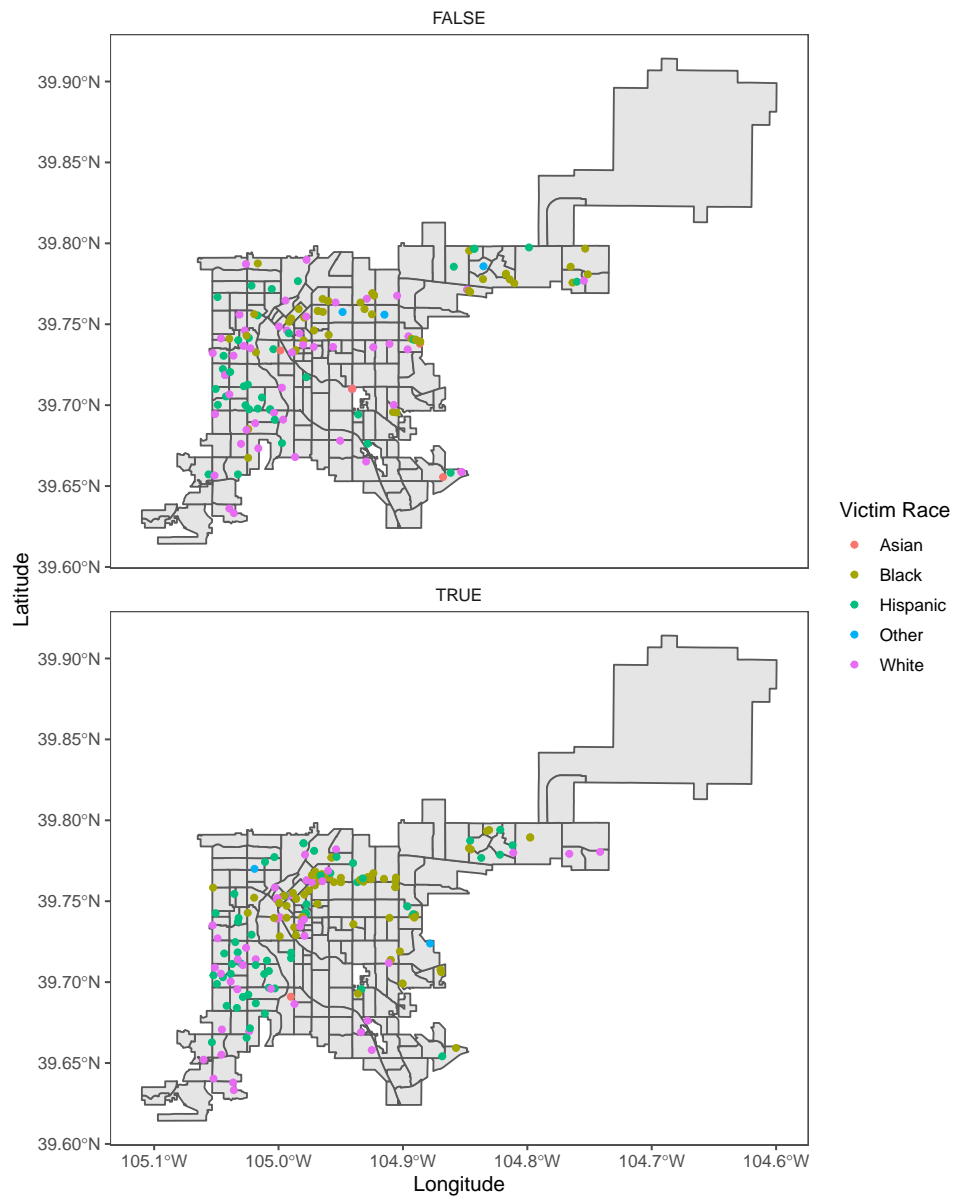 FALSE
39.90°N
39.85°N
39.80°N
39.75°N
39.70°N
39.65°N
39.60°N
TRUE
39.90°N
39.85°N
39.80°N
39.75°N
39.70°N
39.65°N
39.60°N
105.1°W 105.0°W 104.9°W 104.8°W 104.7°W 104.6°W
Longitude
Latitude
Victim Race
Asian
Black
Hispanic
Other
White